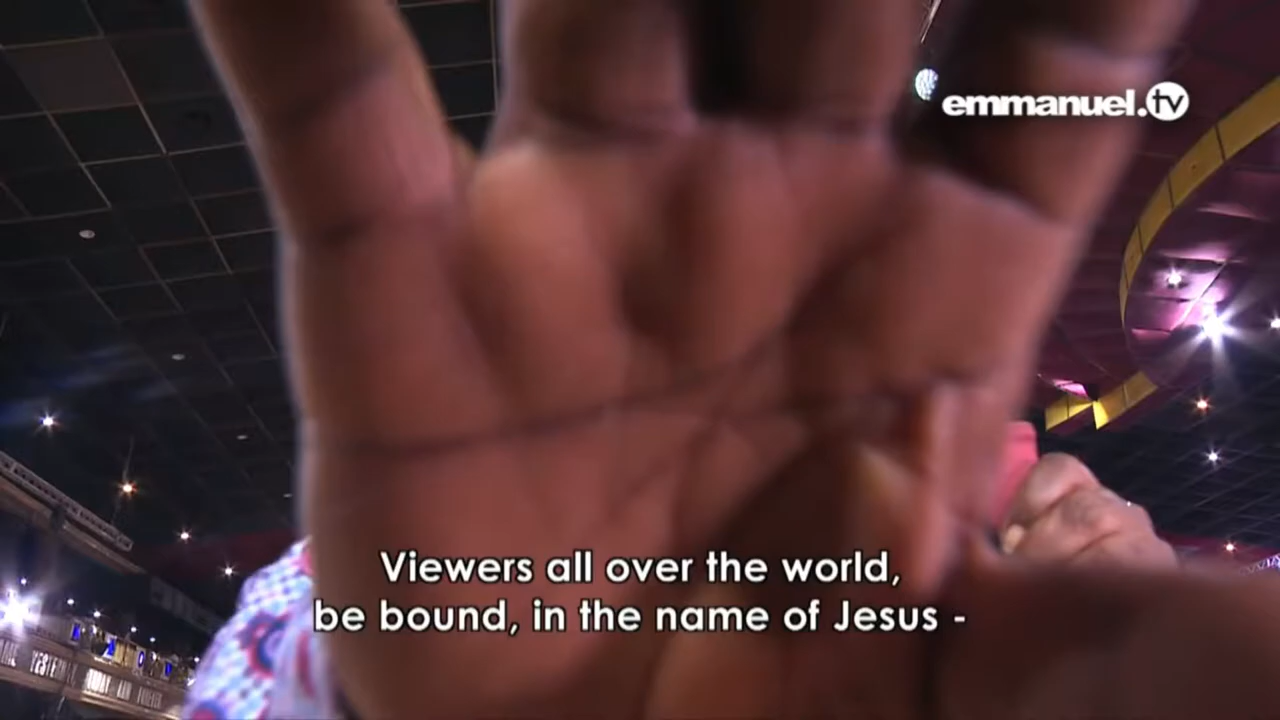 emmanuel.tv
Viewers all over the world,
be bound, in the name of Jesus -